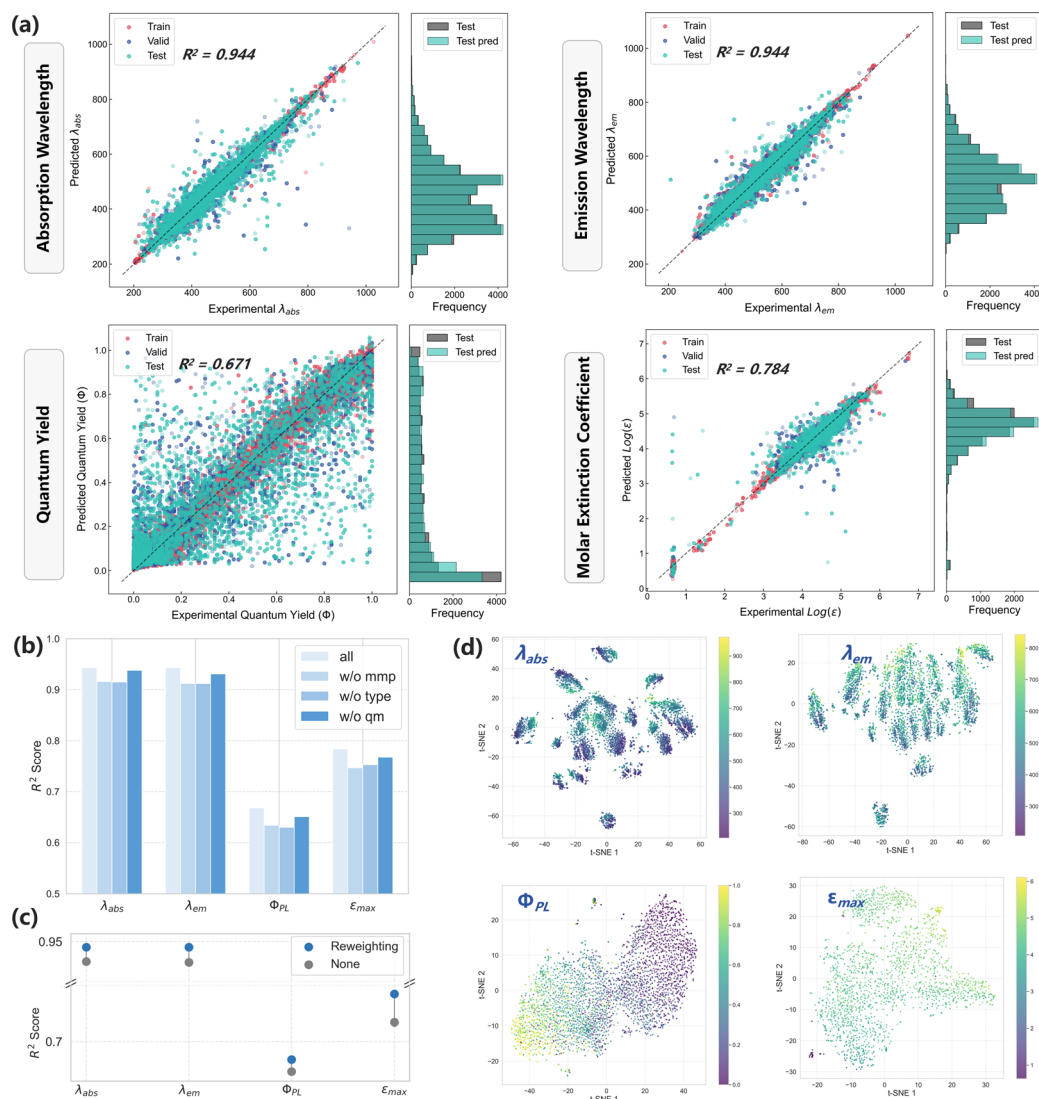 (a)
Absorption Wavelength
Predicted λabs
1000
800
600
400
200
Train
Valid
Test
R² = 0.944
200 400 600 800 1000
Experimental λabs
Test
Test pred
0 2000 4000
Frequency
Emission Wavelength
Predicted λem
1000
800
600
400
200
Train
Valid
Test
R² = 0.944
200 400 600 800 1000
Experimental λem
Test
Test pred
0 1000 2000 3000 4000
Frequency
Quantum Yield
Predicted Quantum Yield (Φ)
1.0
0.8
0.6
0.4
0.2
0.0
Train
Valid
Test
R² = 0.671
0.0 0.2 0.4 0.6 0.8 1.0
Experimental Quantum Yield (Φ)
Test
Test pred
0 2000 4000
Frequency
Molar Extinction Coefficient
Predicted Log(ε)
7
6
5
4
3
2
1
0
Train
Valid
Test
R² = 0.784
0 1 2 3 4 5 6 7
Experimental Log(ε)
Test
Test pred
0 1000 2000
Frequency
(b)
R² Score
1.0
0.9
0.8
0.7
0.6
0.5
all
w/o mmp
w/o type
w/o qm
λabs λem ΦPL εmax
(c)
R² Score
0.95
0.7
Reweighting
None
λabs λem ΦPL εmax
(d)
λabs
t-SNE 2
60
40
20
0
−20
−40
−60
−60 −40 −20 0 20 40 60
t-SNE 1
900
800
700
600
500
400
300
λem
t-SNE 2
40
20
0
−20
−40
−60
−80 −60 −40 −20 0 20 40 60
t-SNE 1
800
700
600
500
400
300
ΦPL
t-SNE 2
30
20
10
0
−10
−20
−40 −20 0 20 40
t-SNE 1
1.0
0.8
0.6
0.4
0.2
0.0
εmax
t-SNE 2
30
20
10
0
−10
−20
−30
−20 −10 0 10 20 30
t-SNE 1
6
5
4
3
2
1